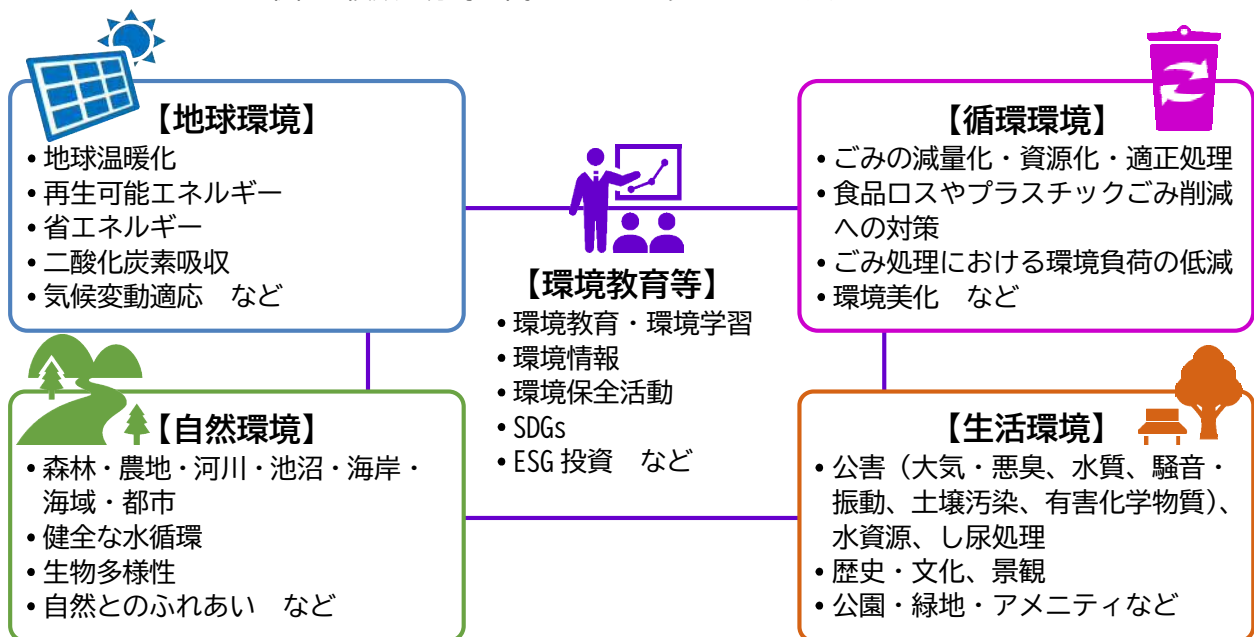 【地球環境】
• 地球温暖化
• 再生可能エネルギー
• 省エネルギー
• 二酸化炭素吸収
• 気候変動適応　など
【循環環境】
• ごみの減量化・資源化・適正処理
• 食品ロスやプラスチックごみ削減
への対策
• ごみ処理における環境負荷の低減
• 環境美化　など
【環境教育等】
• 環境教育・環境学習
• 環境情報
• 環境保全活動
• SDGs
• ESG 投資　など
【自然環境】
• 森林・農地・河川・池沼・海岸・
海域・都市
• 健全な水循環
• 生物多様性
• 自然とのふれあい　など
【生活環境】
• 公害（大気・悪臭、水質、騒音・
振動、土壌汚染、有害化学物質）、
水資源、し尿処理
• 歴史・文化、景観
• 公園・緑地・アメニティなど